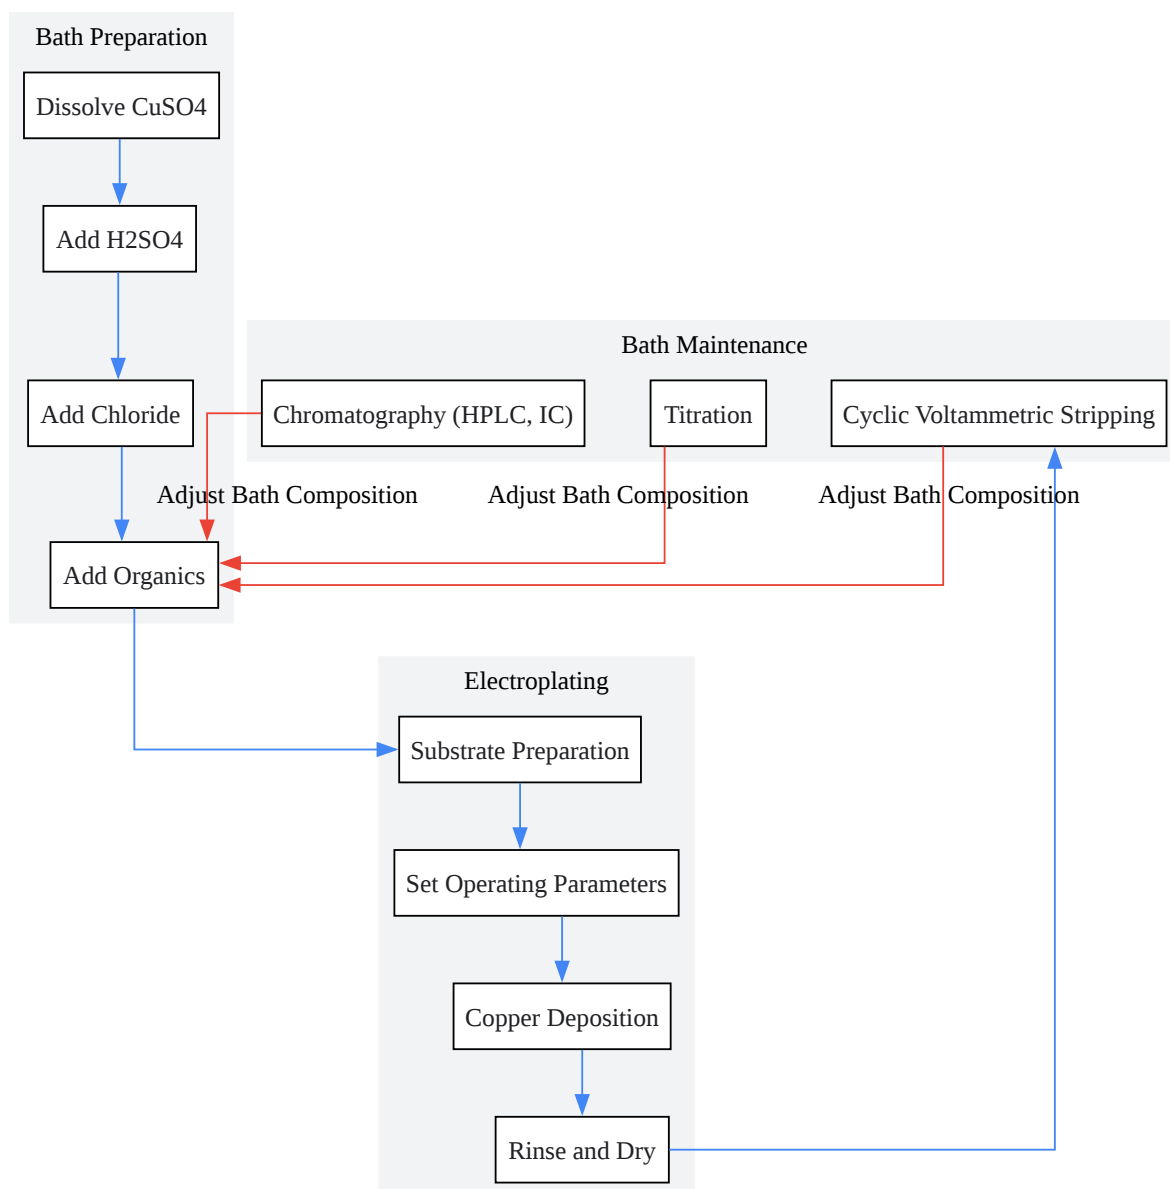 Bath Preparation
Dissolve CuSO4
Add H2SO4
Add Chloride
Add Organics
Bath Maintenance
Chromatography (HPLC, IC)
Titration
Cyclic Voltammetric Stripping
Adjust Bath Composition
Adjust Bath Composition
Adjust Bath Composition
Electroplating
Substrate Preparation
Set Operating Parameters
Copper Deposition
Rinse and Dry